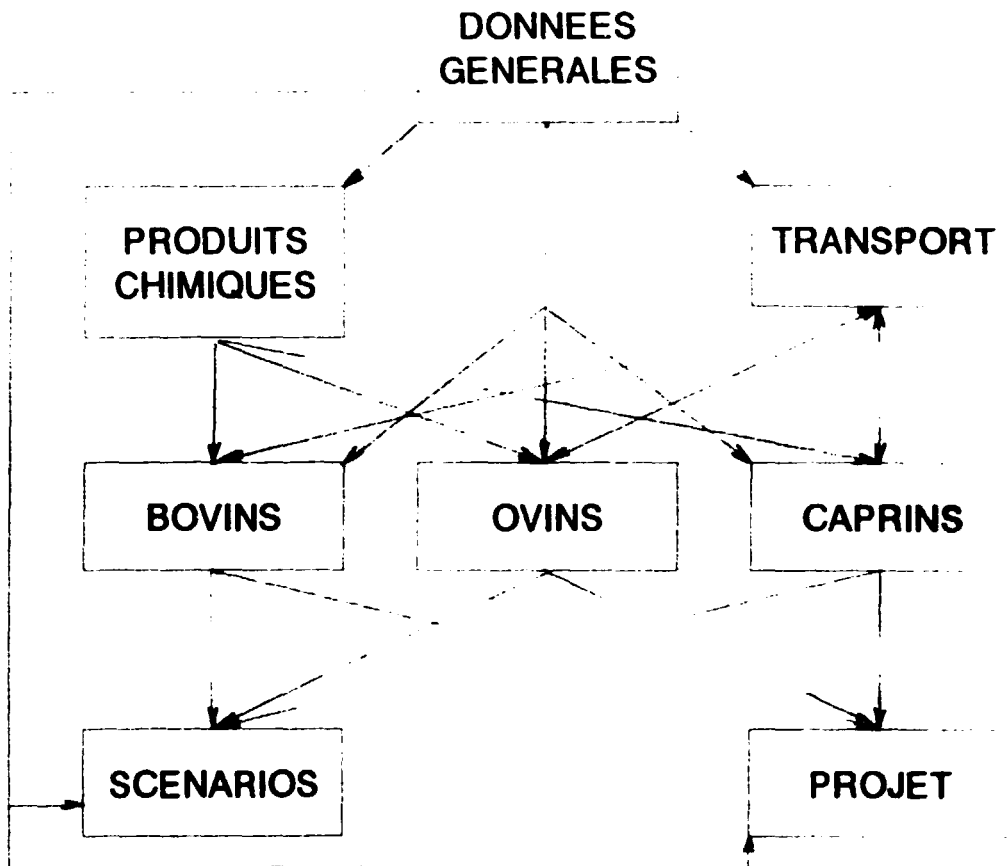 DONNEES
GENERALES
PRODUITS
CHIMIQUES
TRANSPORT
BOVINS
OVINS
CAPRINS
SCENARIOS
PROJET